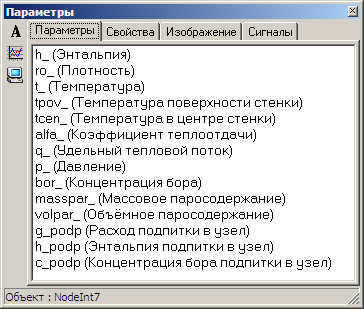 Параметры
A
Параметры Свойства Изображение Сигналы
h_ (Энтальпия)
ro_ (Плотность)
t_ (Температура)
tpov_ (Температура поверхности стенки)
tcen_ (Температура в центре стенки)
alfa_ (Коэффициент теплоотдачи)
q_ (Удельный тепловой поток)
p_ (Давление)
bor_ (Концентрация бора)
masspar_ (Массовое паросодержание)
volpar_ (Объёмное паросодержание)
g_podp (Расход подпитки в узел)
h_podp (Энтальпия подпитки в узел)
c_podp (Концентрация бора подпитки в узел)
Объект : NodeInt7